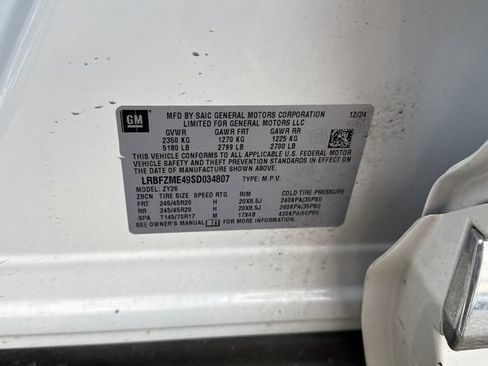 GM
MFD BY SAIC GENERAL MOTORS CORPORATION 12/24
LIMITED FOR GENERAL MOTORS LLC
GVWR GAWR FRT GAWR RR
2350 KG 1270 KG 1225 KG
5180 LB 2799 LB 2700 LB
THIS VEHICLE CONFORMS TO ALL APPLICABLE U.S. FEDERAL MOTOR
VEHICLE SAFETY AND THEFT PREVENTION STANDARDS IN EFFECT ON
THE DATE OF MANUFACTURE SHOWN ABOVE.
LRBFZME49SD034807 TYPE: M.P.V.
MODEL: ZY26
ZBCN TIRE SIZE SPEED RTG RIM COLD TIRE PRESSURE
FRT 245/45R20 H 20X8.5J 240KPA(35PSI)
RR 245/45R20 H 20X8.5J 240KPA(35PSI)
SPA T145/70R17 M 17X4B 420KPA(60PSI)
SEE OWNER'S MANUAL